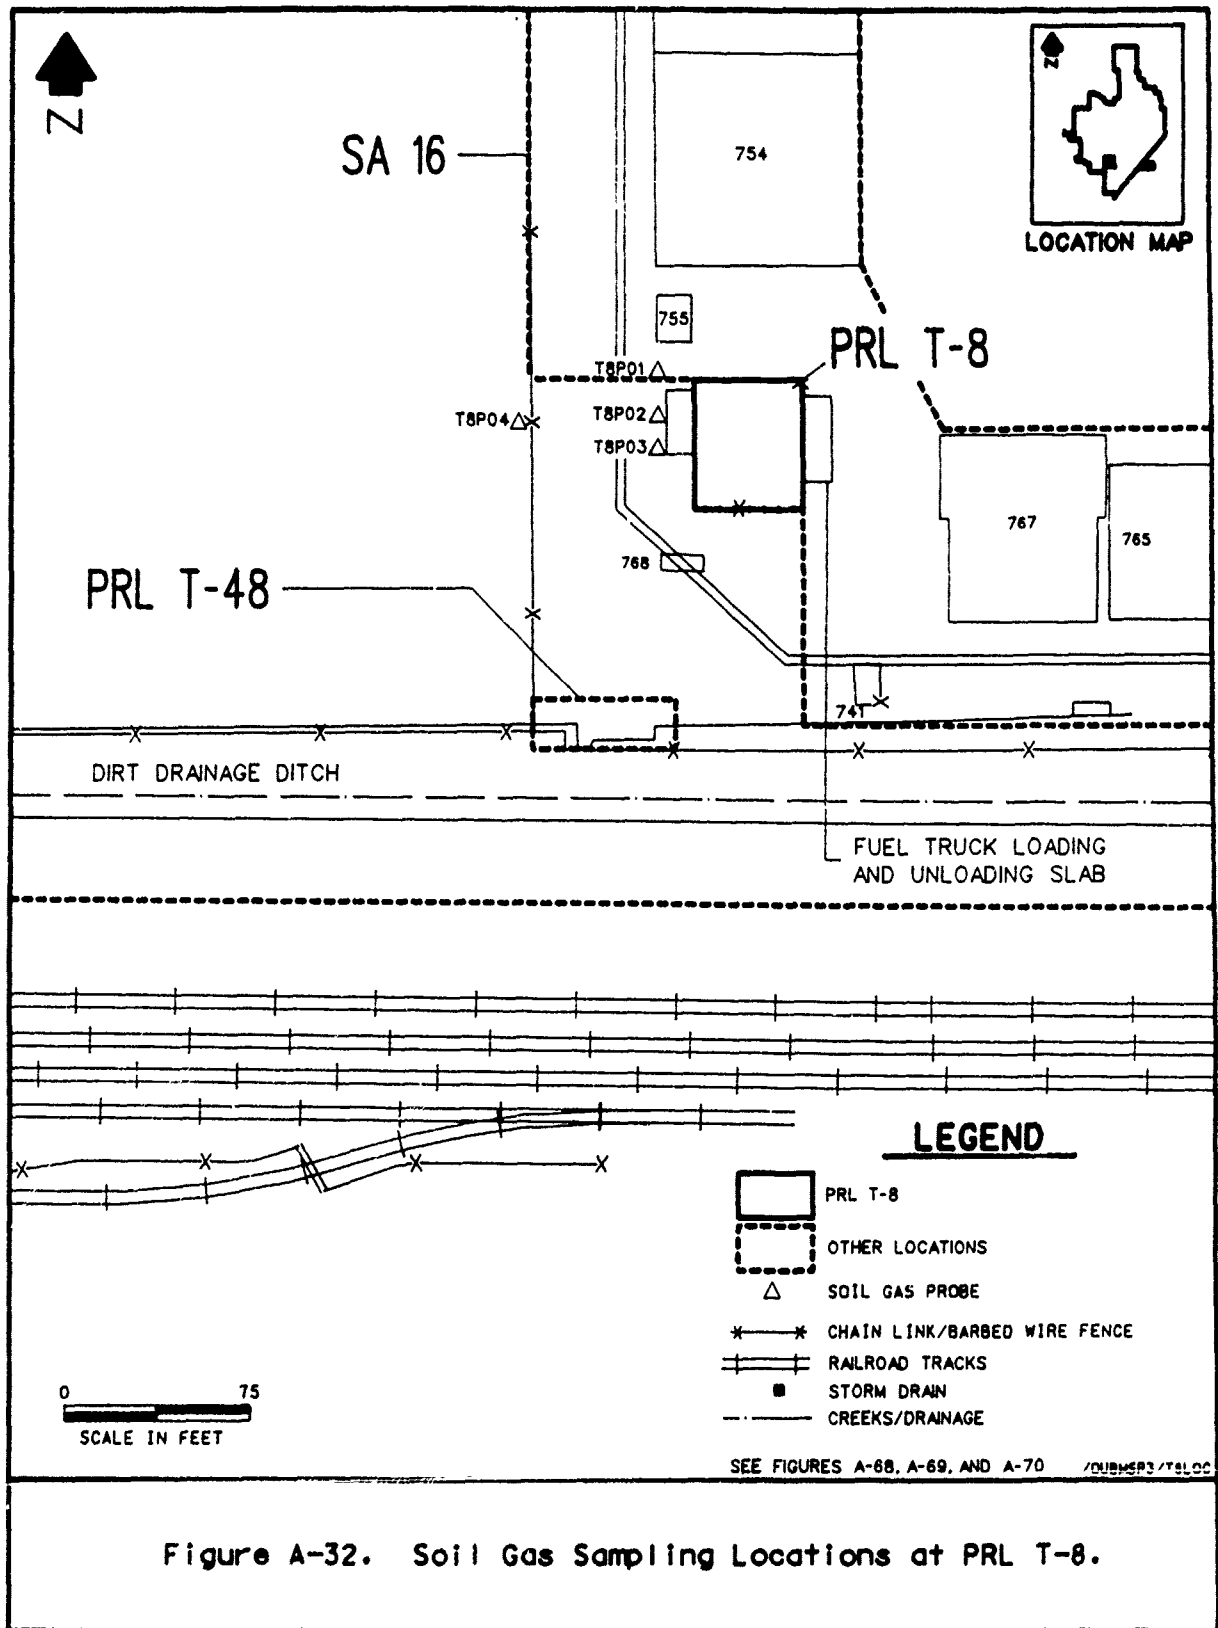 Z
SA 16
754
Z
LOCATION MAP
755
PRL T-8
T8P01
T8P04
T8P02
T8P03
767
765
768
PRL T-48
741
DIRT DRAINAGE DITCH
FUEL TRUCK LOADING
AND UNLOADING SLAB
LEGEND
PRL T-8
OTHER LOCATIONS
SOIL GAS PROBE
CHAIN LINK/BARBED WIRE FENCE
RAILROAD TRACKS
STORM DRAIN
CREEKS/DRAINAGE
0 75
SCALE IN FEET
SEE FIGURES A-68, A-69, AND A-70
Figure A-32. Soil Gas Sampling Locations at PRL T-8.